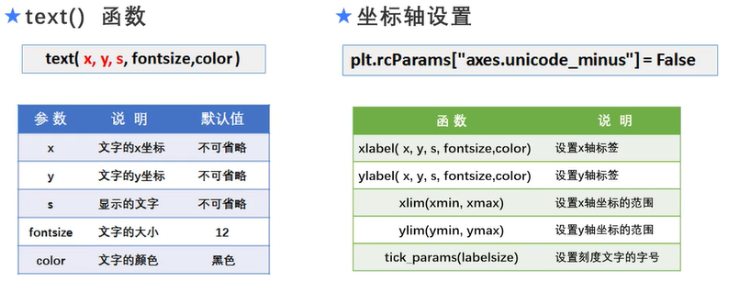 ★text() 函数
text( x, y, s, fontsize,color )
参数 说明 默认值
x 文字的x坐标 不可省略
y 文字的y坐标 不可省略
s 显示的文字 不可省略
fontsize 文字的大小 12
color 文字的颜色 黑色
★坐标轴设置
plt.rcParams["axes.unicode_minus"] = False
函数 说明
xlabel( x, y, s, fontsize,color) 设置x轴标签
ylabel( x, y, s, fontsize,color) 设置y轴标签
xlim(xmin, xmax) 设置x轴坐标的范围
ylim(ymin, ymax) 设置y轴坐标的范围
tick_params(labelsize) 设置刻度文字的字号